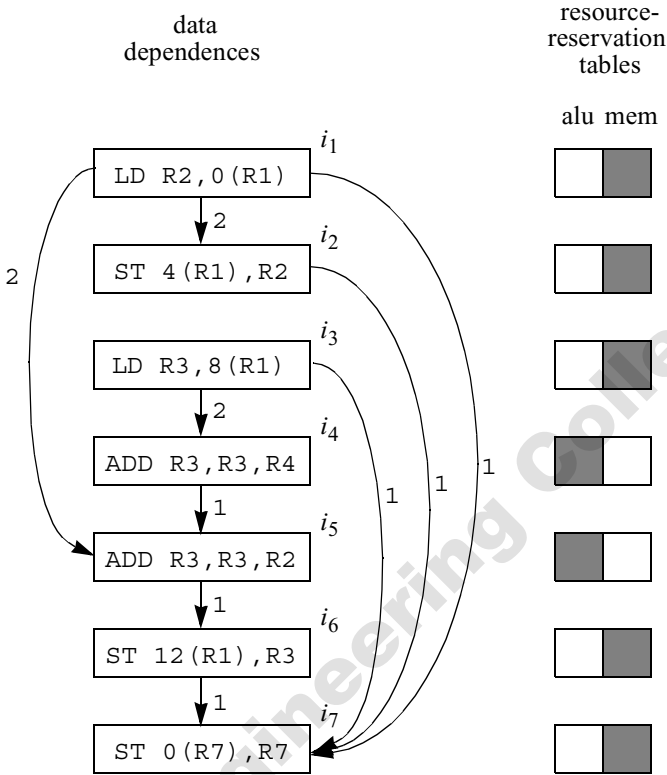 data
dependences
resource-
reservation
tables
alu mem
i1
LD R2,0(R1)
2
i2
ST 4(R1),R2
2
i3
LD R3,8(R1)
2
i4
ADD R3,R3,R4
1
1
1
1
i5
ADD R3,R3,R2
1
i6
ST 12(R1),R3
1
i7
ST 0(R7),R7